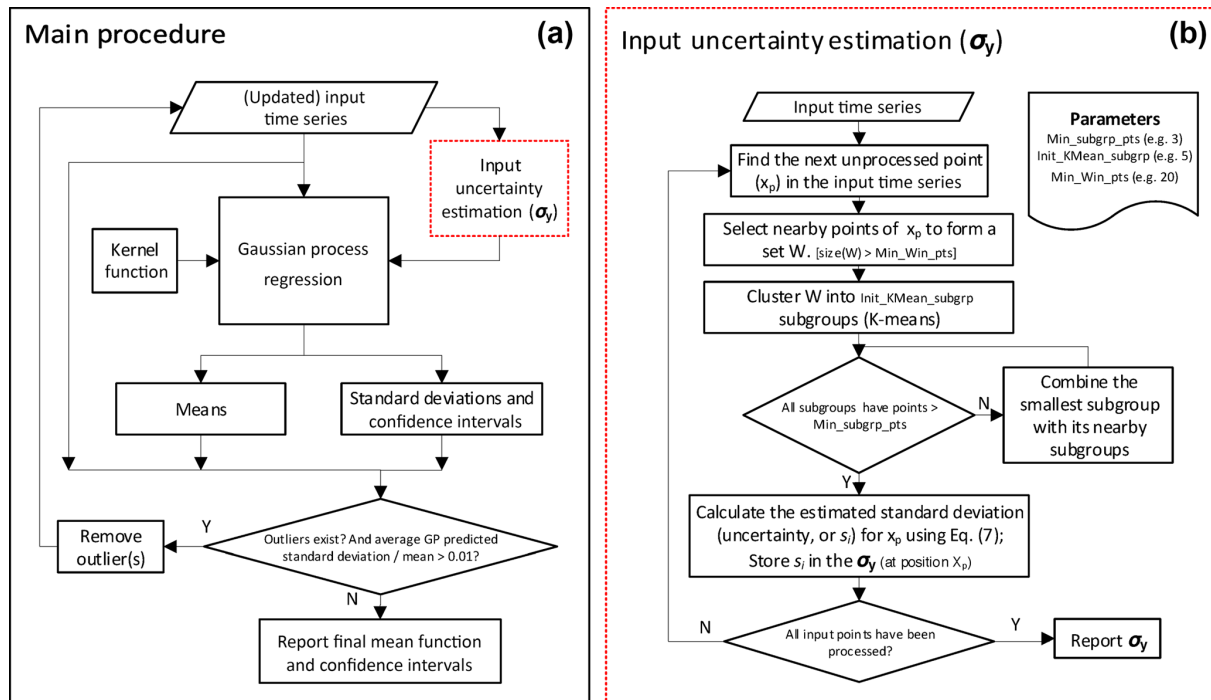 Main procedure
(a)
(Updated) input
time series
Input
uncertainty
estimation (σy)
Kernel
function
Gaussian process
regression
Means
Standard deviations and
confidence intervals
Remove
outlier(s)
Y
Outliers exist? And average GP predicted
standard deviation / mean > 0.01?
N
Report final mean function
and confidence intervals
Input uncertainty estimation (σy)
(b)
Input time series
Parameters
Min_subgrp_pts (e.g. 3)
Init_KMean_subgrp (e.g. 5)
Min_Win_pts (e.g. 20)
Find the next unprocessed point
(xp) in the input time series
Select nearby points of xp to form a
set W. [size(W) > Min_Win_pts]
Cluster W into Init_KMean_subgrp
subgroups (K-means)
All subgroups have points >
Min_subgrp_pts
N
Combine the
smallest subgroup
with its nearby
subgroups
Y
Calculate the estimated standard deviation
(uncertainty, or si) for xp using Eq. (7);
Store si in the σy (at position Xp)
N
All input points have been
processed?
Y
Report σy